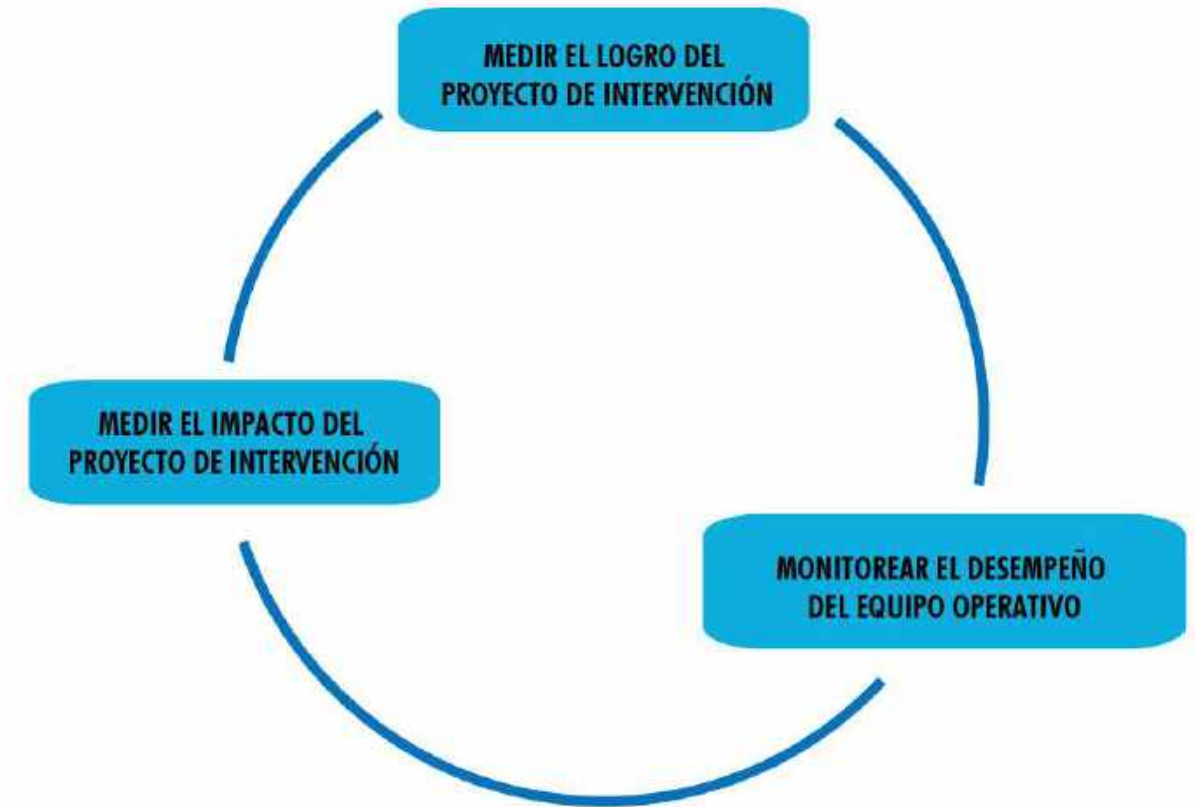 MEDIR EL LOGRO DEL
PROYECTO DE INTERVENCIÓN
MEDIR EL IMPACTO DEL
PROYECTO DE INTERVENCIÓN
MONITOREAR EL DESEMPEÑO
DEL EQUIPO OPERATIVO